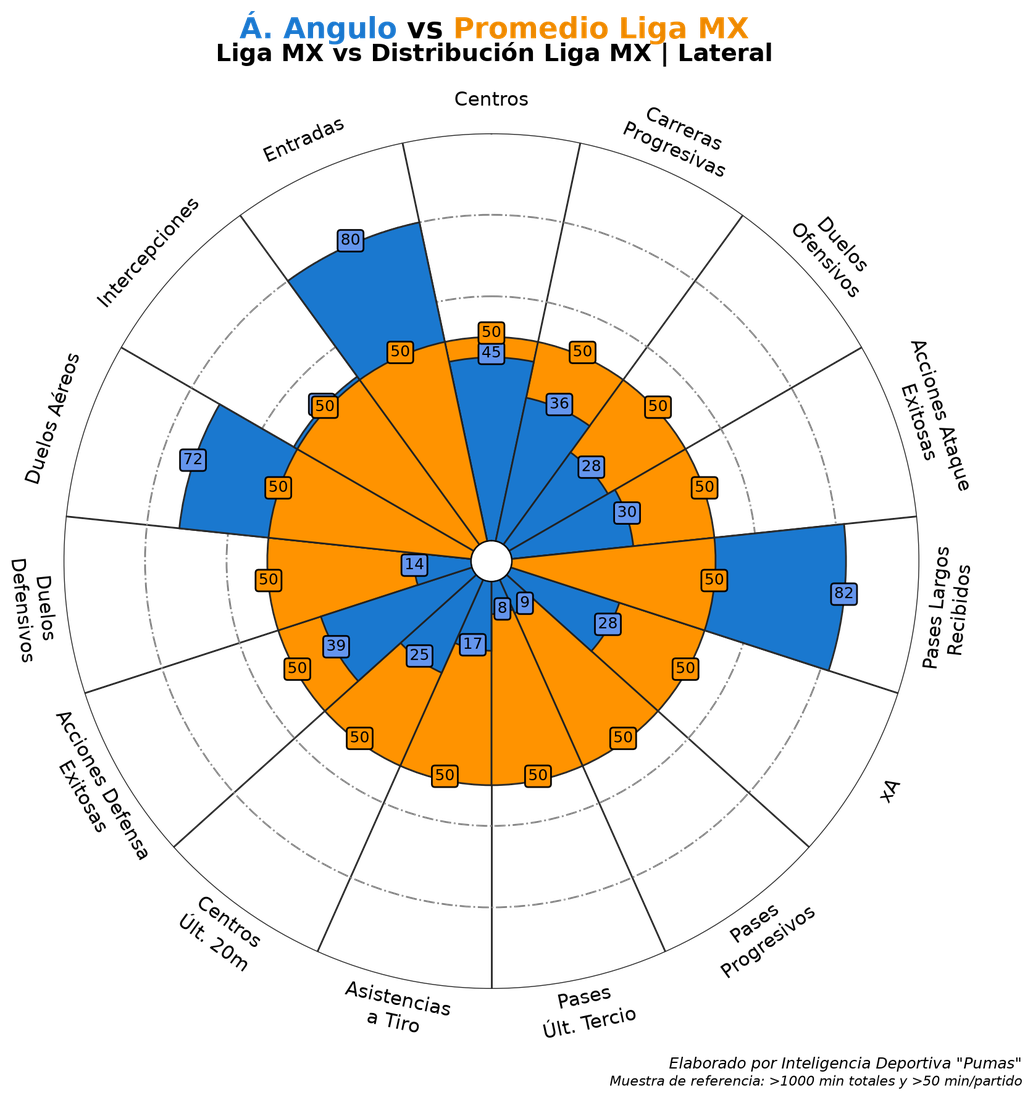 Á. Angulo vs Promedio Liga MX
Liga MX vs Distribución Liga MX | Lateral
Centros
Carreras
Progresivas
Duelos
Ofensivos
Acciones Ataque
Exitosas
Pases Largos
Recibidos
xA
Pases
Progresivos
Pases
Últ. Tercio
Asistencias
a Tiro
Centros
Últ. 20m
Acciones Defensa
Exitosas
Duelos
Defensivos
Duelos Aéreos
Intercepciones
Entradas
50
45
50
36
50
28
50
30
50
82
50
28
50
9
50
8
50
17
50
25
50
39
50
14
50
72
50
50
80
Elaborado por Inteligencia Deportiva "Pumas"
Muestra de referencia: >1000 min totales y >50 min/partido